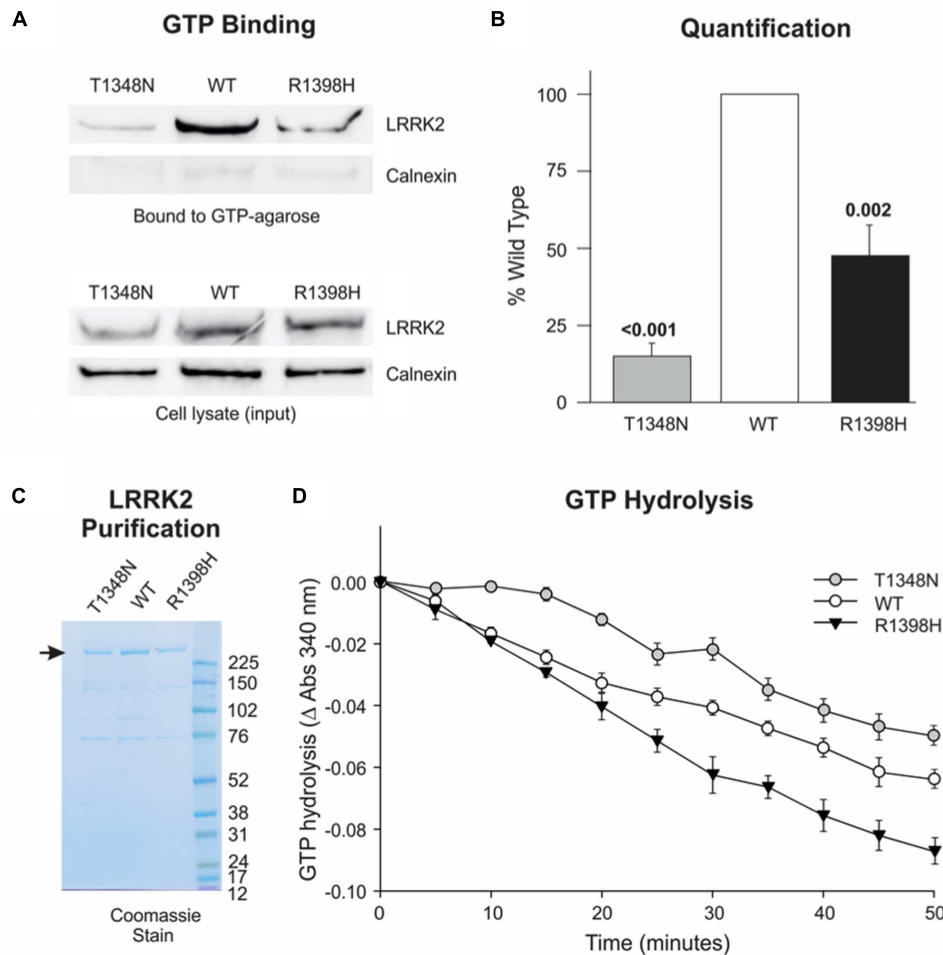 A
GTP Binding
T1348N WT R1398H
LRRK2
Calnexin
Bound to GTP-agarose
T1348N WT R1398H
LRRK2
Calnexin
Cell lysate (input)
B
Quantification
% Wild Type
100
75
50
25
0
<0.001
0.002
T1348N WT R1398H
C
LRRK2
Purification
T1348N WT R1398H
225
150
102
76
52
38
31
24
17
12
Coomassie
Stain
D
GTP Hydrolysis
GTP hydrolysis (Δ Abs 340 nm)
0.00
-0.02
-0.04
-0.06
-0.08
-0.10
T1348N
WT
R1398H
0 10 20 30 40 50
Time (minutes)